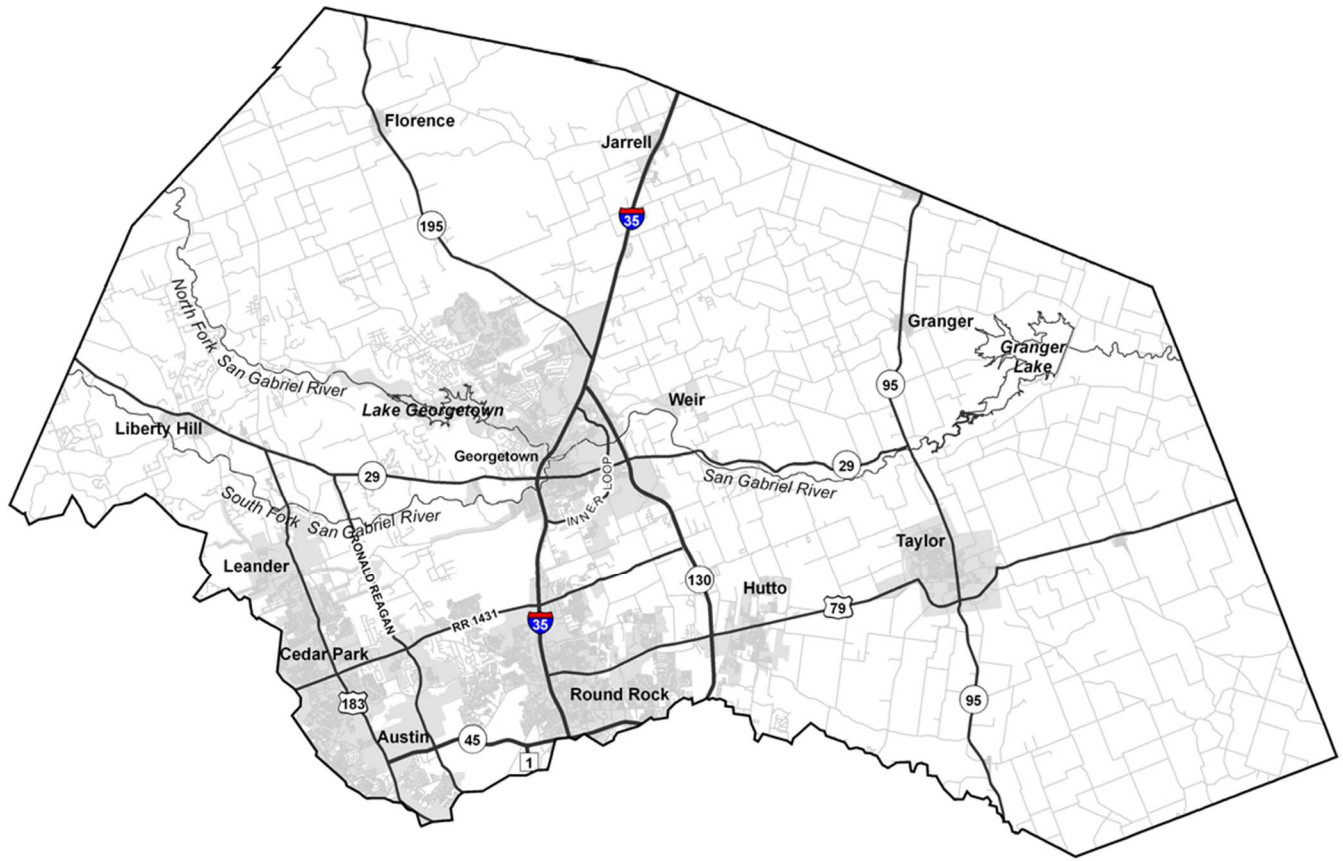 Florence
Jarrell
195
35
North Fork San Gabriel River
Granger
Granger
Lake
95
Lake Georgetown
Weir
Liberty Hill
Georgetown
29
INNER LOOP
29
San Gabriel River
South Fork San Gabriel River
RONALD REAGAN
Leander
Taylor
130
Hutto
79
RR 1431
35
Cedar Park
183
Round Rock
95
Austin
45
1